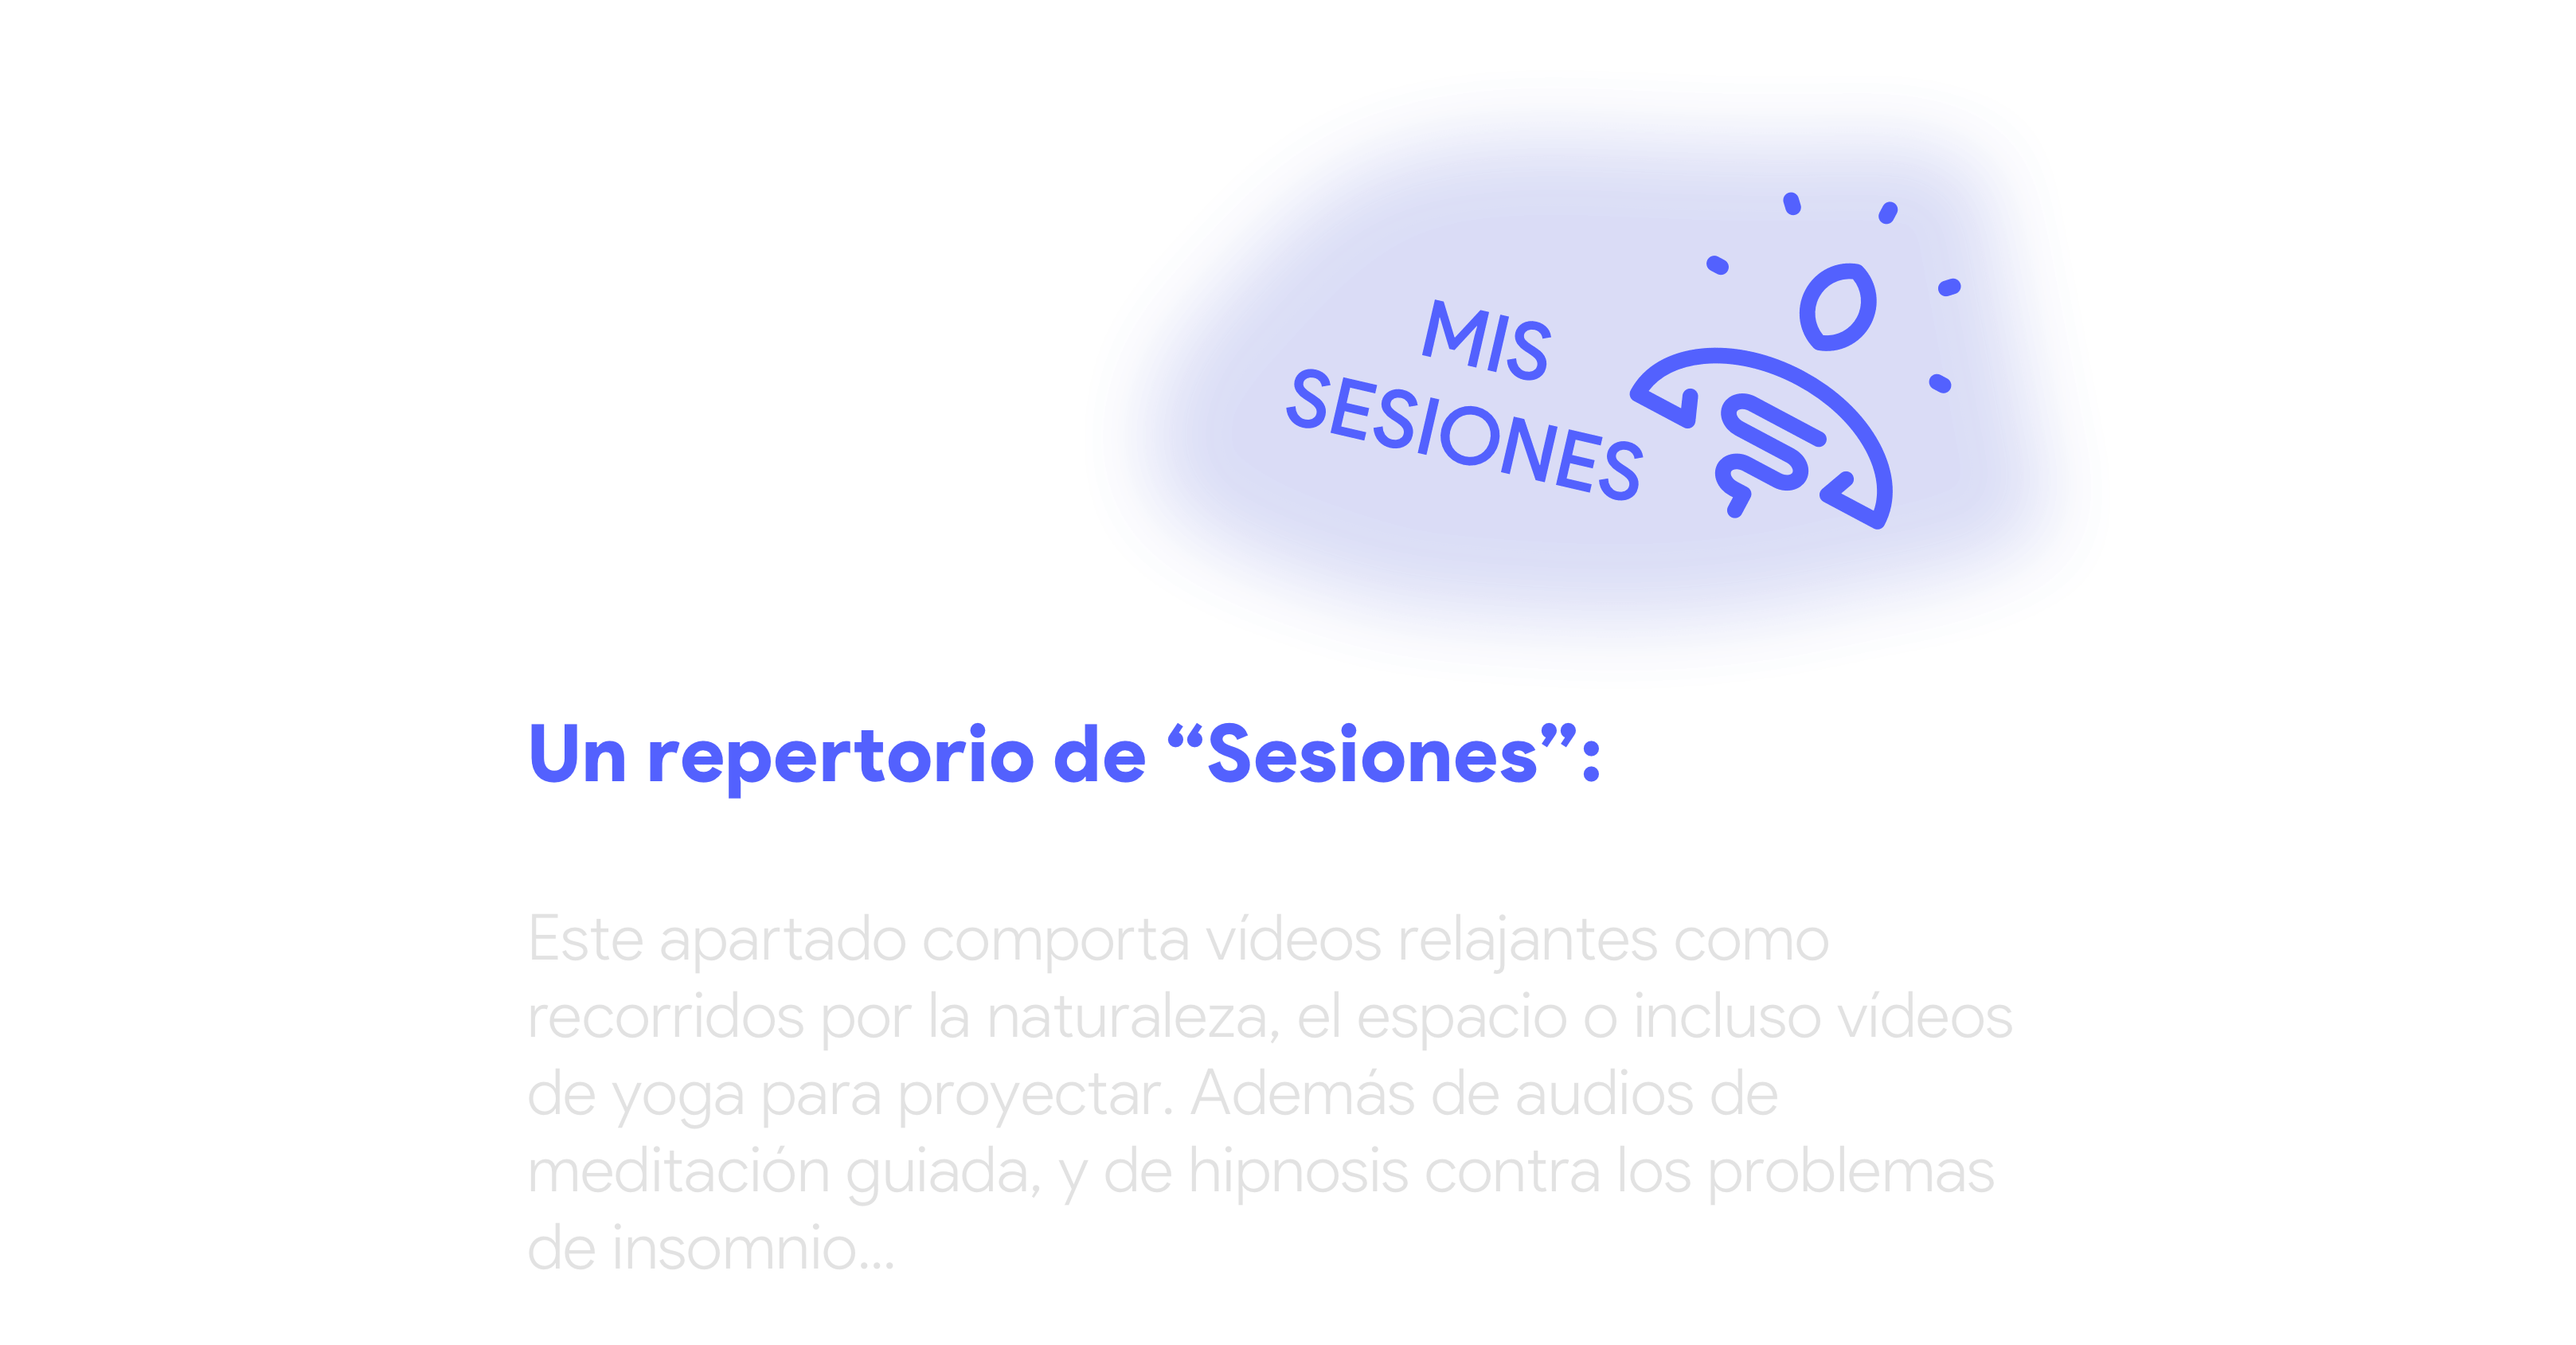 MIS
SESIONES
Un repertorio de “Sesiones”:
Este apartado comporta vídeos relajantes como
recorridos por la naturaleza, el espacio o incluso vídeos
de yoga para proyectar. Además de audios de
meditación guiada, y de hipnosis contra los problemas
de insomnio...